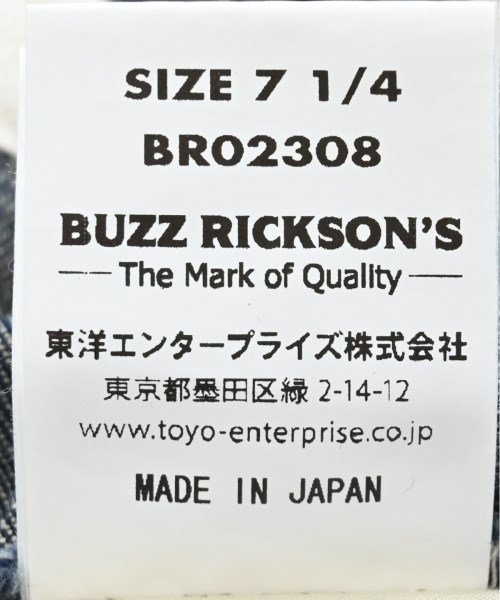 SIZE 7 1/4
BR02308
BUZZ RICKSON'S
The Mark of Quality
東洋エンタープライズ株式会社
東京都墨田区緑 2-14-12
www.toyo-enterprise.co.jp
MADE IN JAPAN